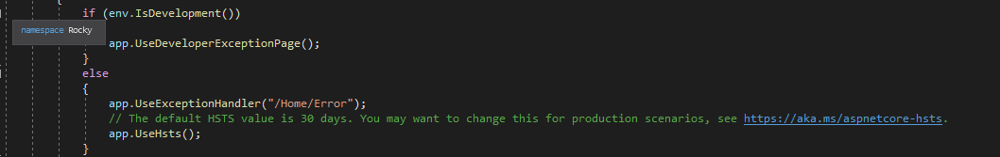 {
if (env.IsDevelopment())
namespace Rocky
app.UseDeveloperExceptionPage();
}
else
{
app.UseExceptionHandler("/Home/Error");
// The default HSTS value is 30 days. You may want to change this for production scenarios, see https://aka.ms/aspnetcore-hsts.
app.UseHsts();
}